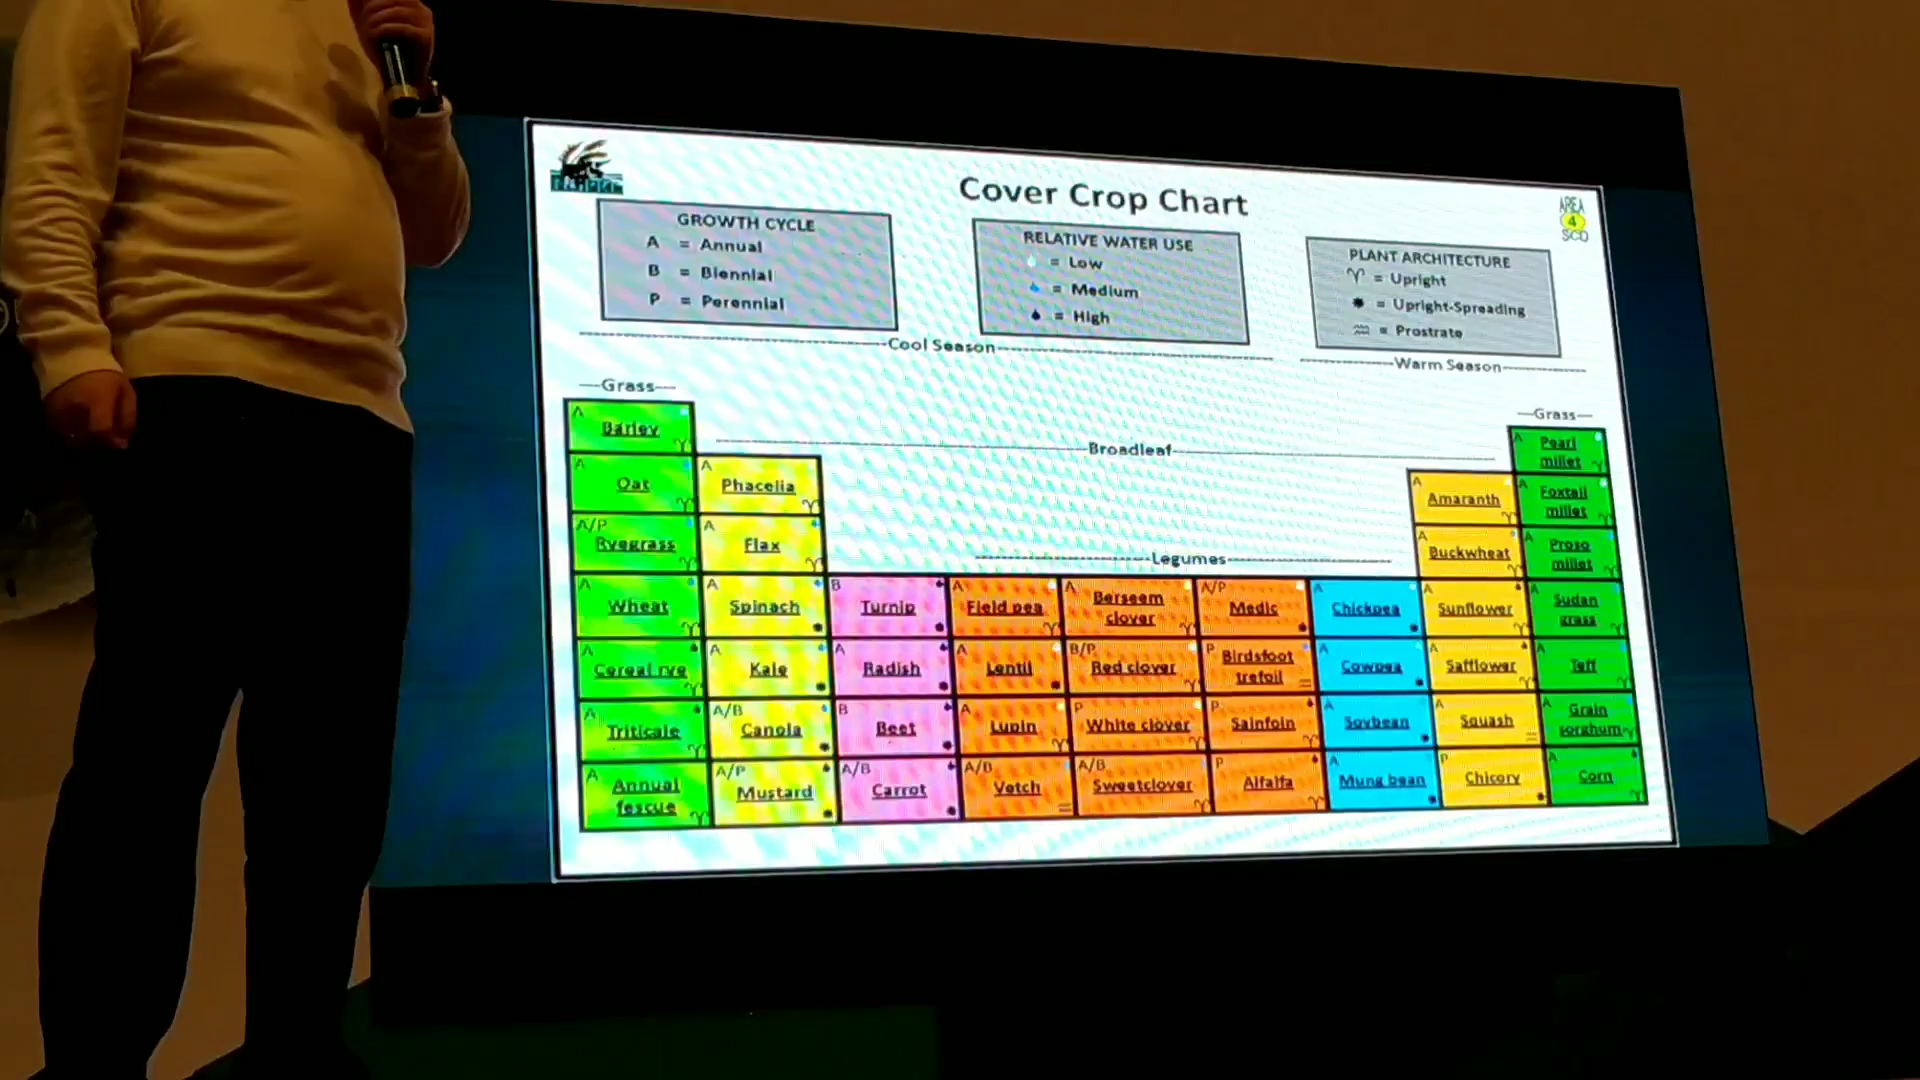 Cover Crop Chart
AREA
4
SCD
GROWTH CYCLE
A = Annual
B = Biennial
P = Perennial
RELATIVE WATER USE
= Low
= Medium
= High
PLANT ARCHITECTURE
= Upright
= Upright-Spreading
= Prostrate
Cool Season
Warm Season
Grass
Grass
Broadleaf
Legumes
A Barley
A Pearl
millet
A Oat
A Phacelia
A Amaranth
A Foxtail
millet
A/P Ryegrass
A Flax
A Buckwheat
A Proso
millet
A Wheat
A Spinach
B Turnip
A Field pea
A Berseem
clover
A/P Medic
A Chickpea
A Sunflower
A Sudan
grass
A Cereal rye
A Kale
A Radish
A Lentil
B/P Red clover
P Birdsfoot
trefoil
A Cowpea
A Safflower
A Teff
A Triticale
A/B Canola
B Beet
A Lupin
P White clover
P Sainfoin
A Soybean
A Squash
A Grain
sorghum
A Annual
fescue
A/P Mustard
A/B Carrot
A/B Vetch
A/B Sweetclover
P Alfalfa
A Mung bean
P Chicory
A Corn